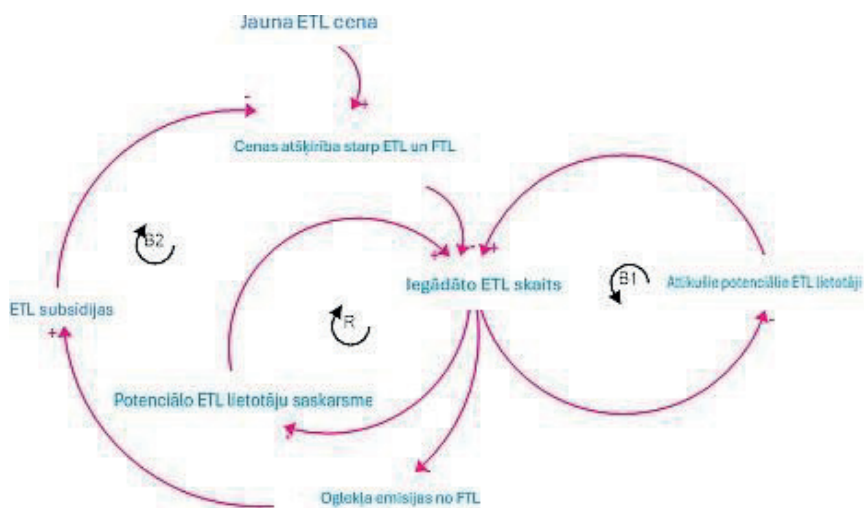 Jauna ETL cena
-
+
Cenas atšķirība starp ETL un FTL
B2
+
-
+
Iegādāto ETL skaits
B1
Atlikušie potenciālie ETL lietotāji
ETL subsīdijas
+
R
-
Potenciālo ETL lietotāju saskarsme
-
Oglekļa emisijas no FTL